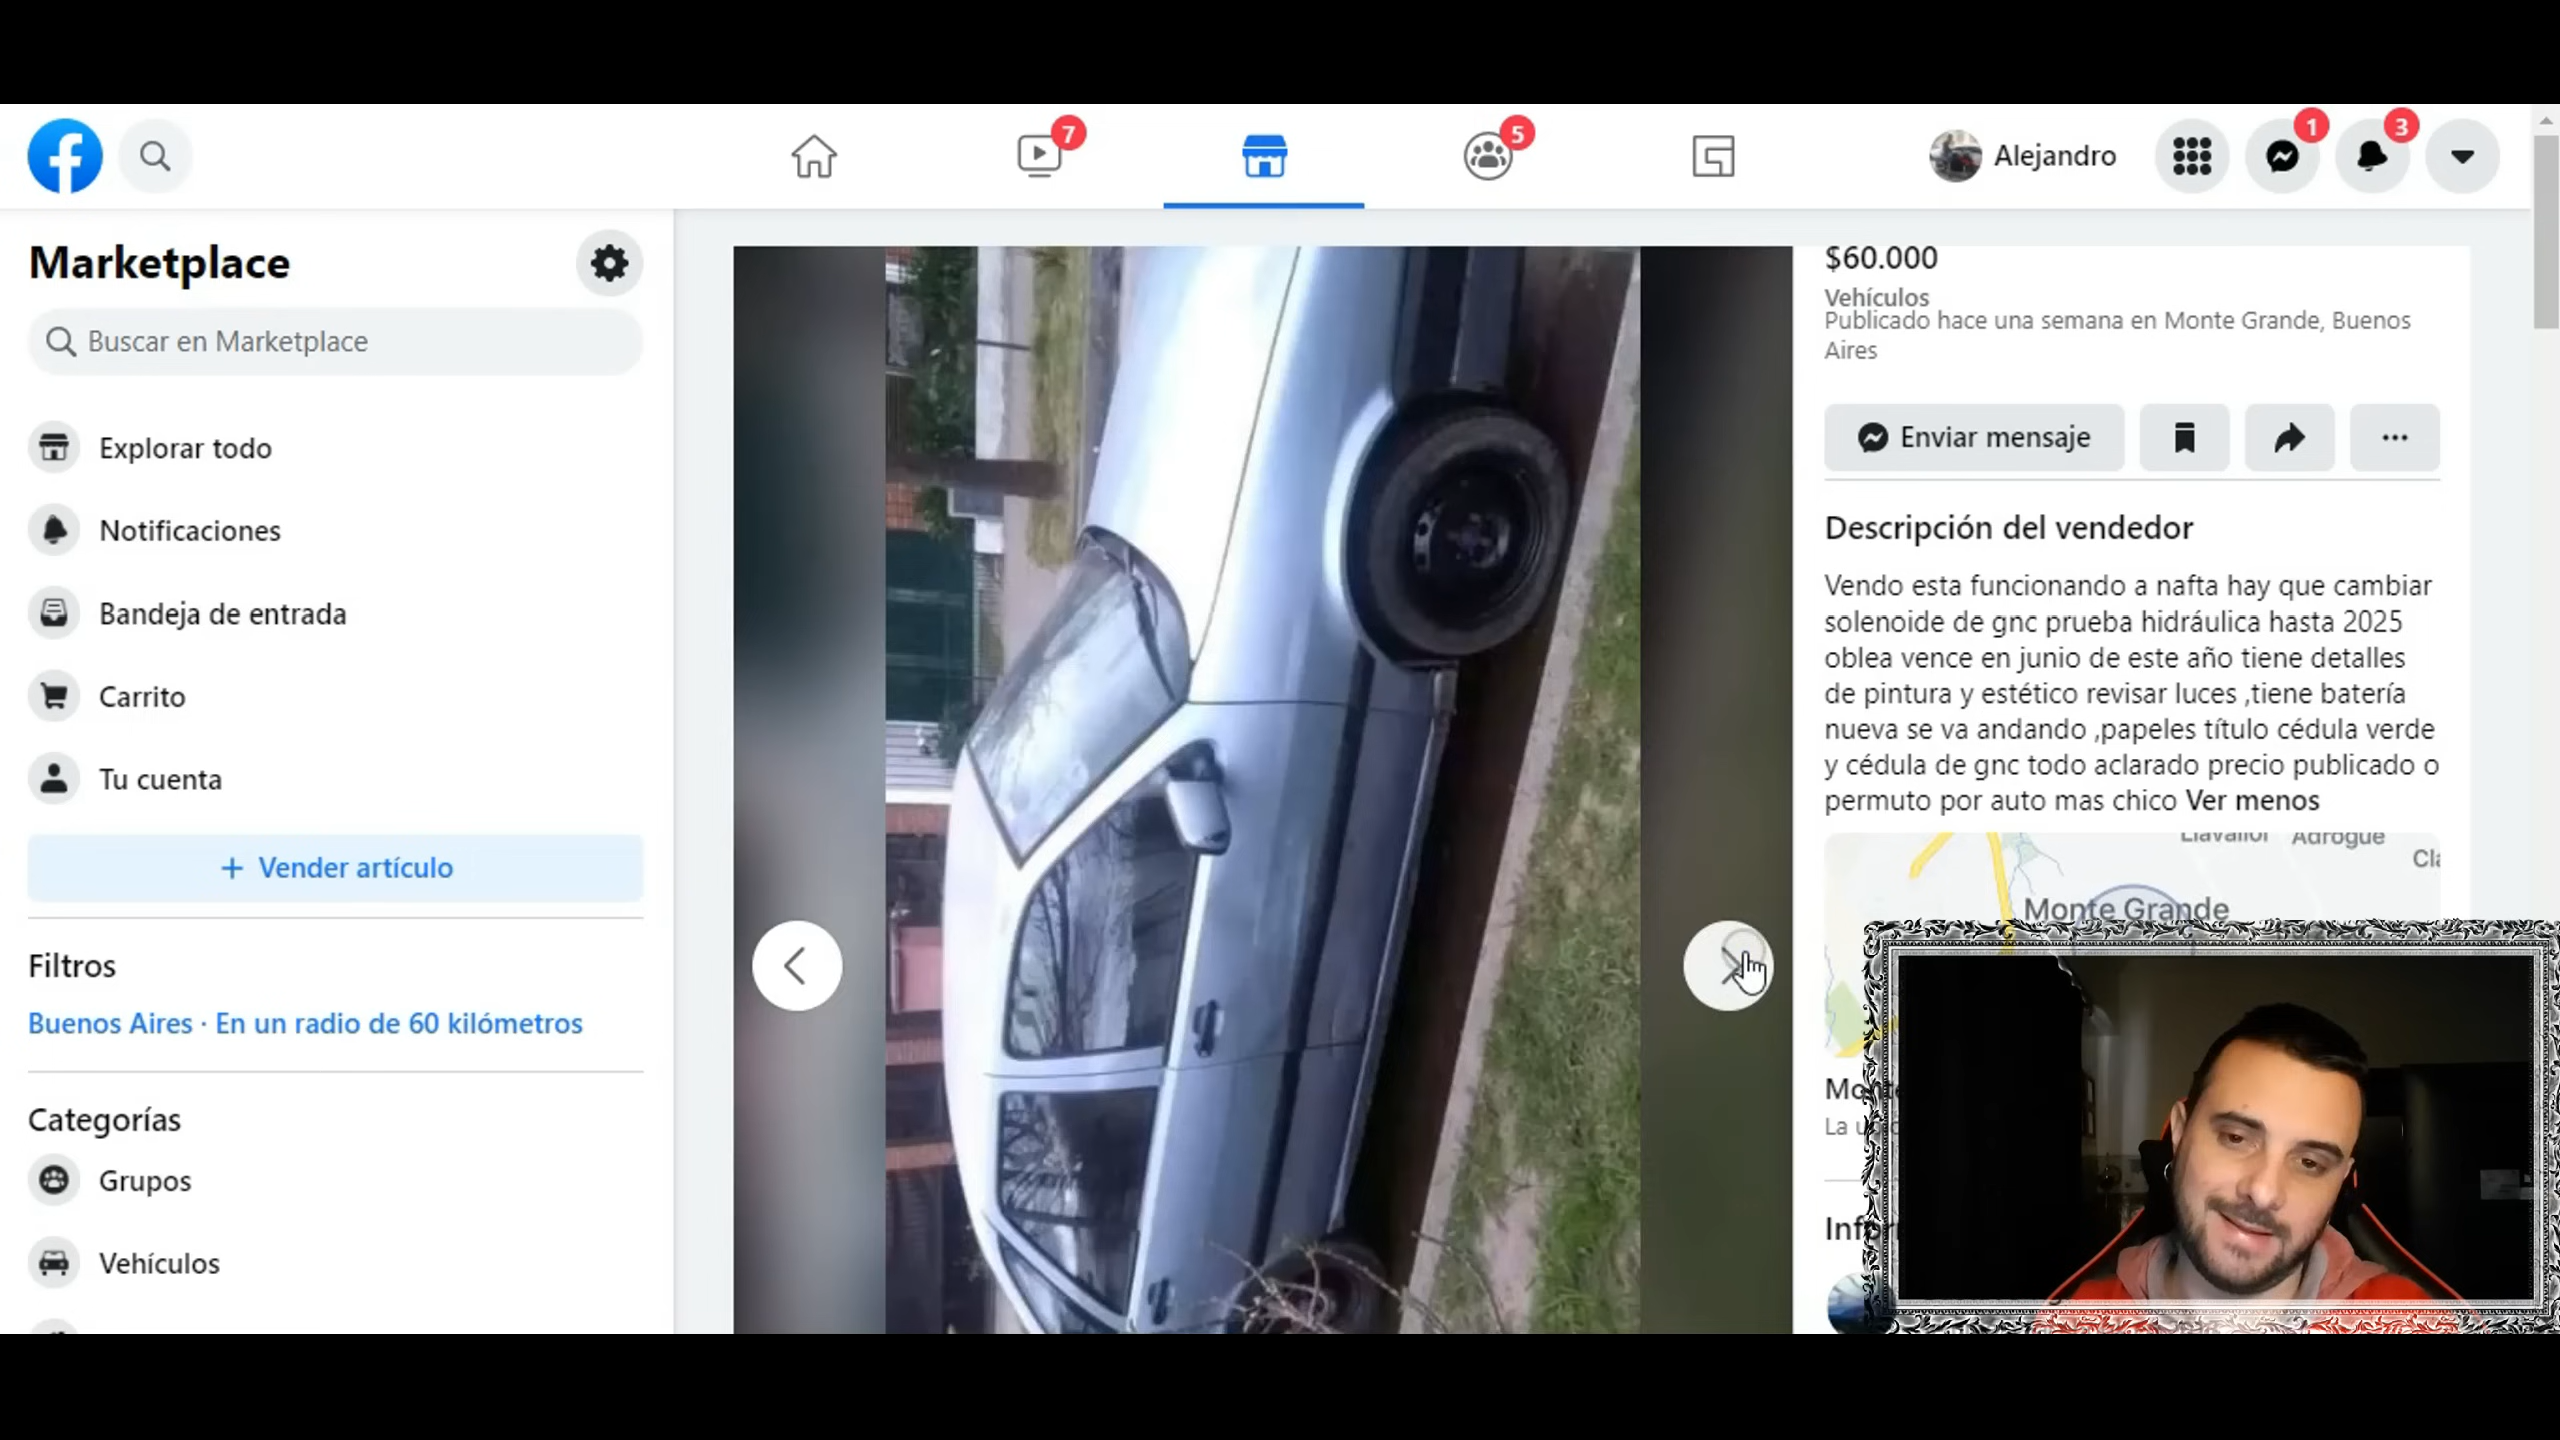 7
5
Alejandro
1
3
Marketplace
Buscar en Marketplace
Explorar todo
Notificaciones
Bandeja de entrada
Carrito
Tu cuenta
+ Vender artículo
Filtros
Buenos Aires · En un radio de 60 kilómetros
Categorías
Grupos
Vehículos
$60.000
Vehículos
Publicado hace una semana en Monte Grande, Buenos
Aires
Enviar mensaje
Descripción del vendedor
Vendo esta funcionando a nafta hay que cambiar
solenoide de gnc prueba hidráulica hasta 2025
oblea vence en junio de este año tiene detalles
de pintura y estético revisar luces ,tiene batería
nueva se va andando ,papeles título cédula verde
y cédula de gnc todo aclarado precio publicado o
permuto por auto mas chico Ver menos
Llavallol Adrogue
Monte Grande
La